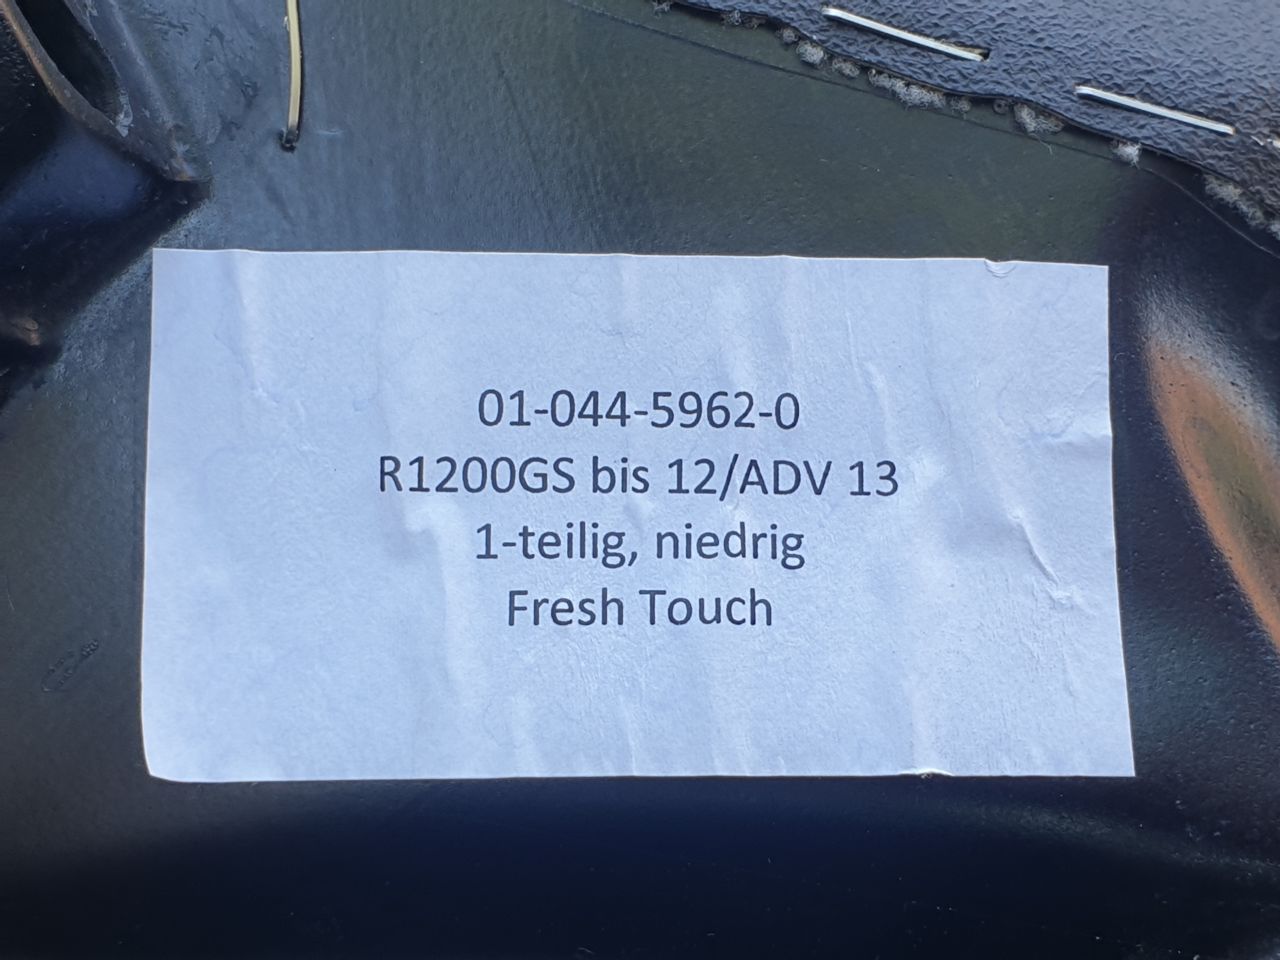 01-044-5962-0
R1200GS bis 12/ADV 13
1-teilig, niedrig
Fresh Touch